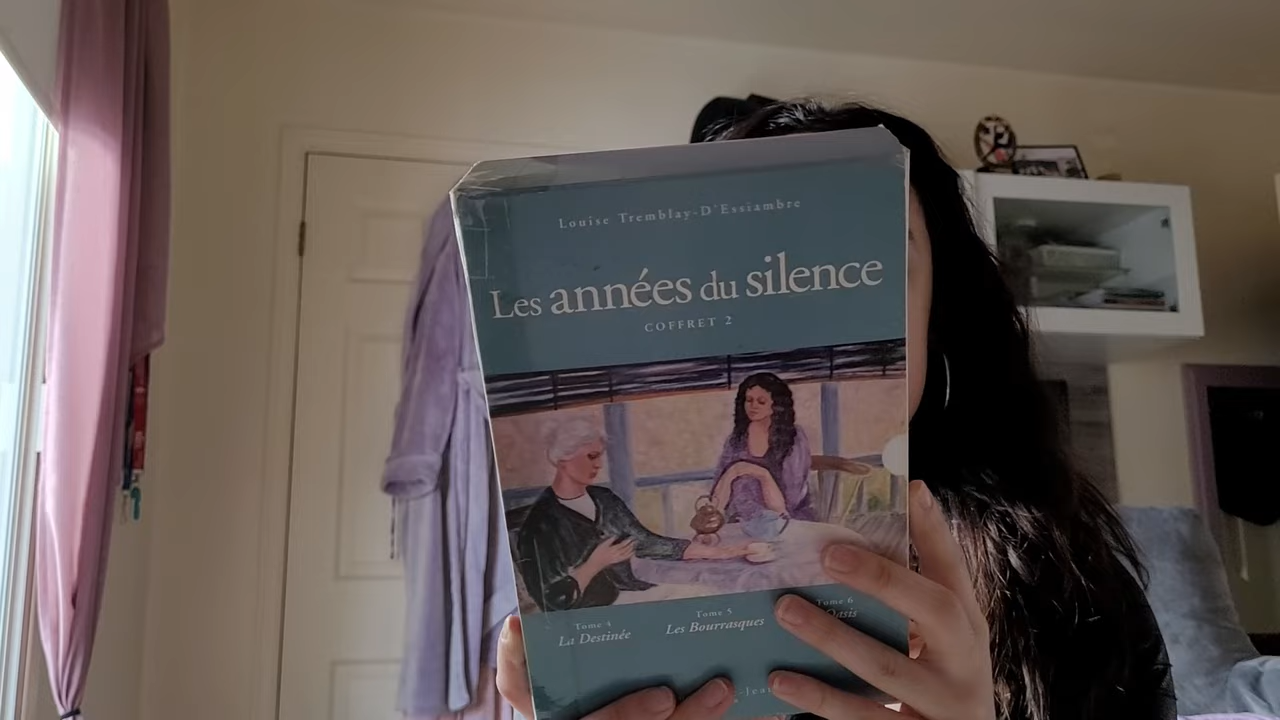 Louise Tremblay-D'Essiambre
Les années du silence
COFFRET 2
Tome 4
La Destinée
Tome 5
Les Bourrasques
Tome 6
Oasis